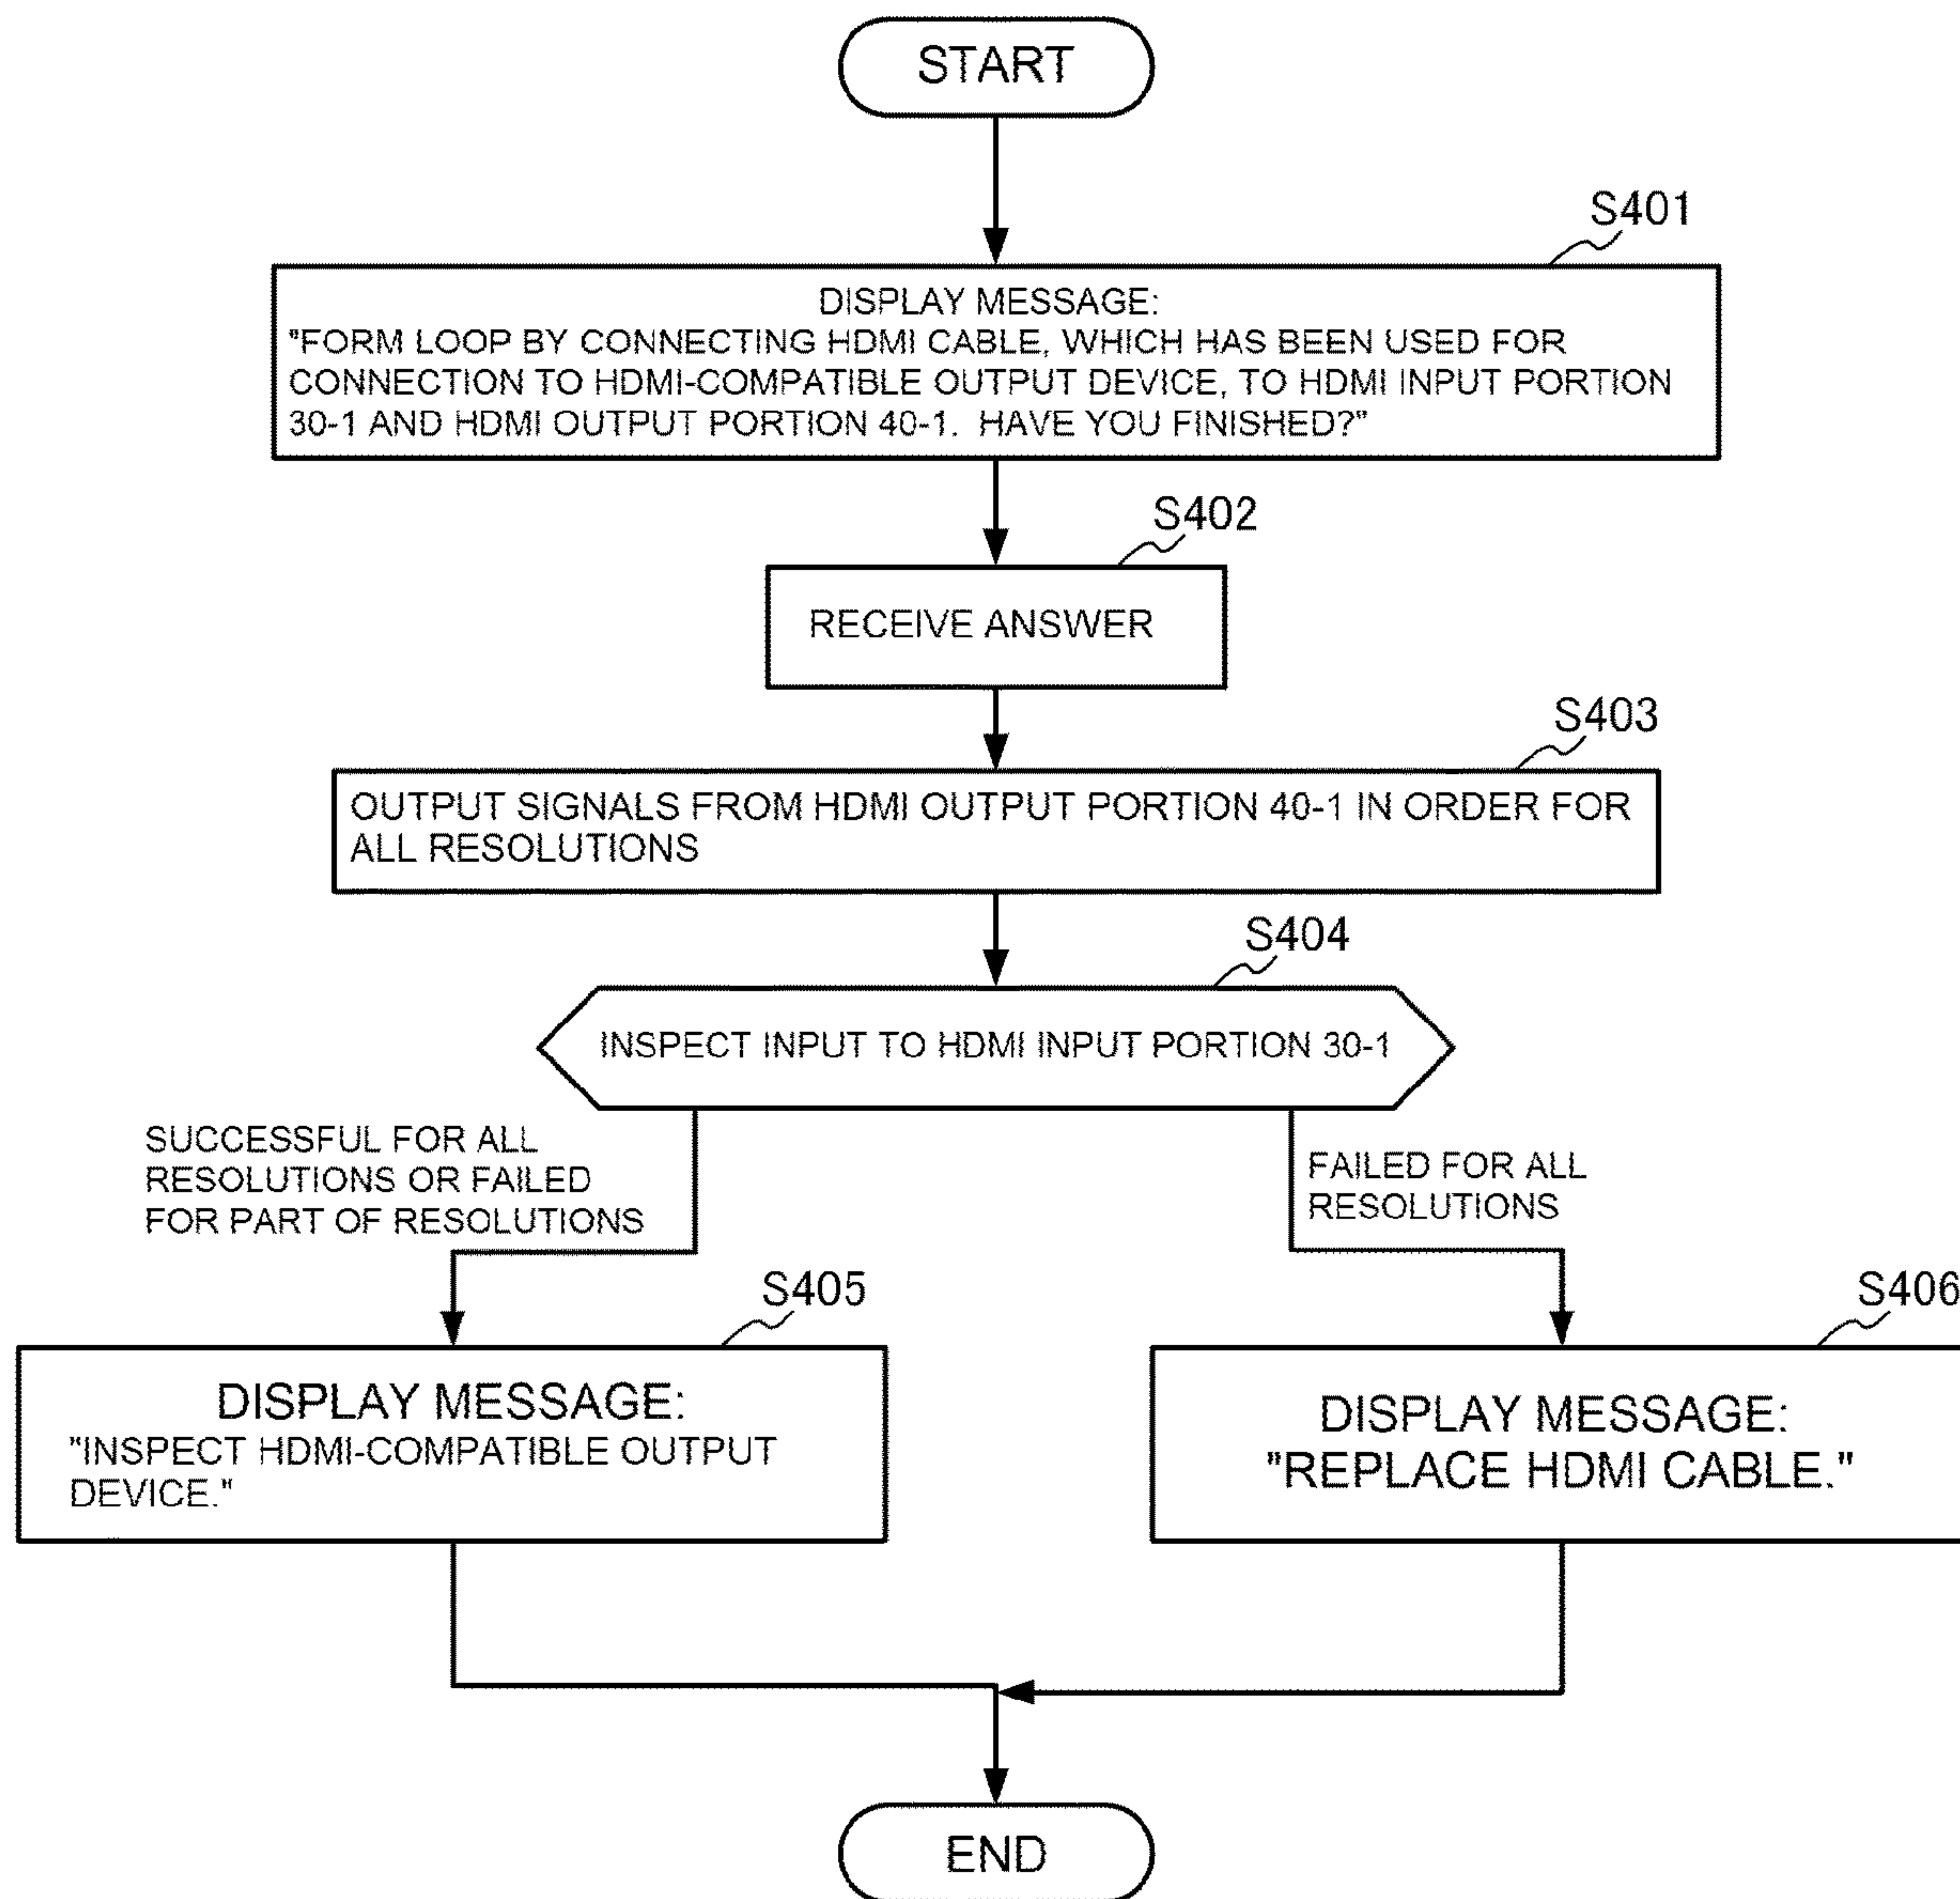 START
S401
DISPLAY MESSAGE:
"FORM LOOP BY CONNECTING HDMI CABLE, WHICH HAS BEEN USED FOR
CONNECTION TO HDMI-COMPATIBLE OUTPUT DEVICE, TO HDMI INPUT PORTION
30-1 AND HDMI OUTPUT PORTION 40-1. HAVE YOU FINISHED?"
S402
RECEIVE ANSWER
S403
OUTPUT SIGNALS FROM HDMI OUTPUT PORTION 40-1 IN ORDER FOR
ALL RESOLUTIONS
S404
INSPECT INPUT TO HDMI INPUT PORTION 30-1
SUCCESSFUL FOR ALL
RESOLUTIONS OR FAILED
FOR PART OF RESOLUTIONS
FAILED FOR ALL
RESOLUTIONS
S405
DISPLAY MESSAGE:
"INSPECT HDMI-COMPATIBLE OUTPUT
DEVICE."
S406
DISPLAY MESSAGE:
"REPLACE HDMI CABLE."
END